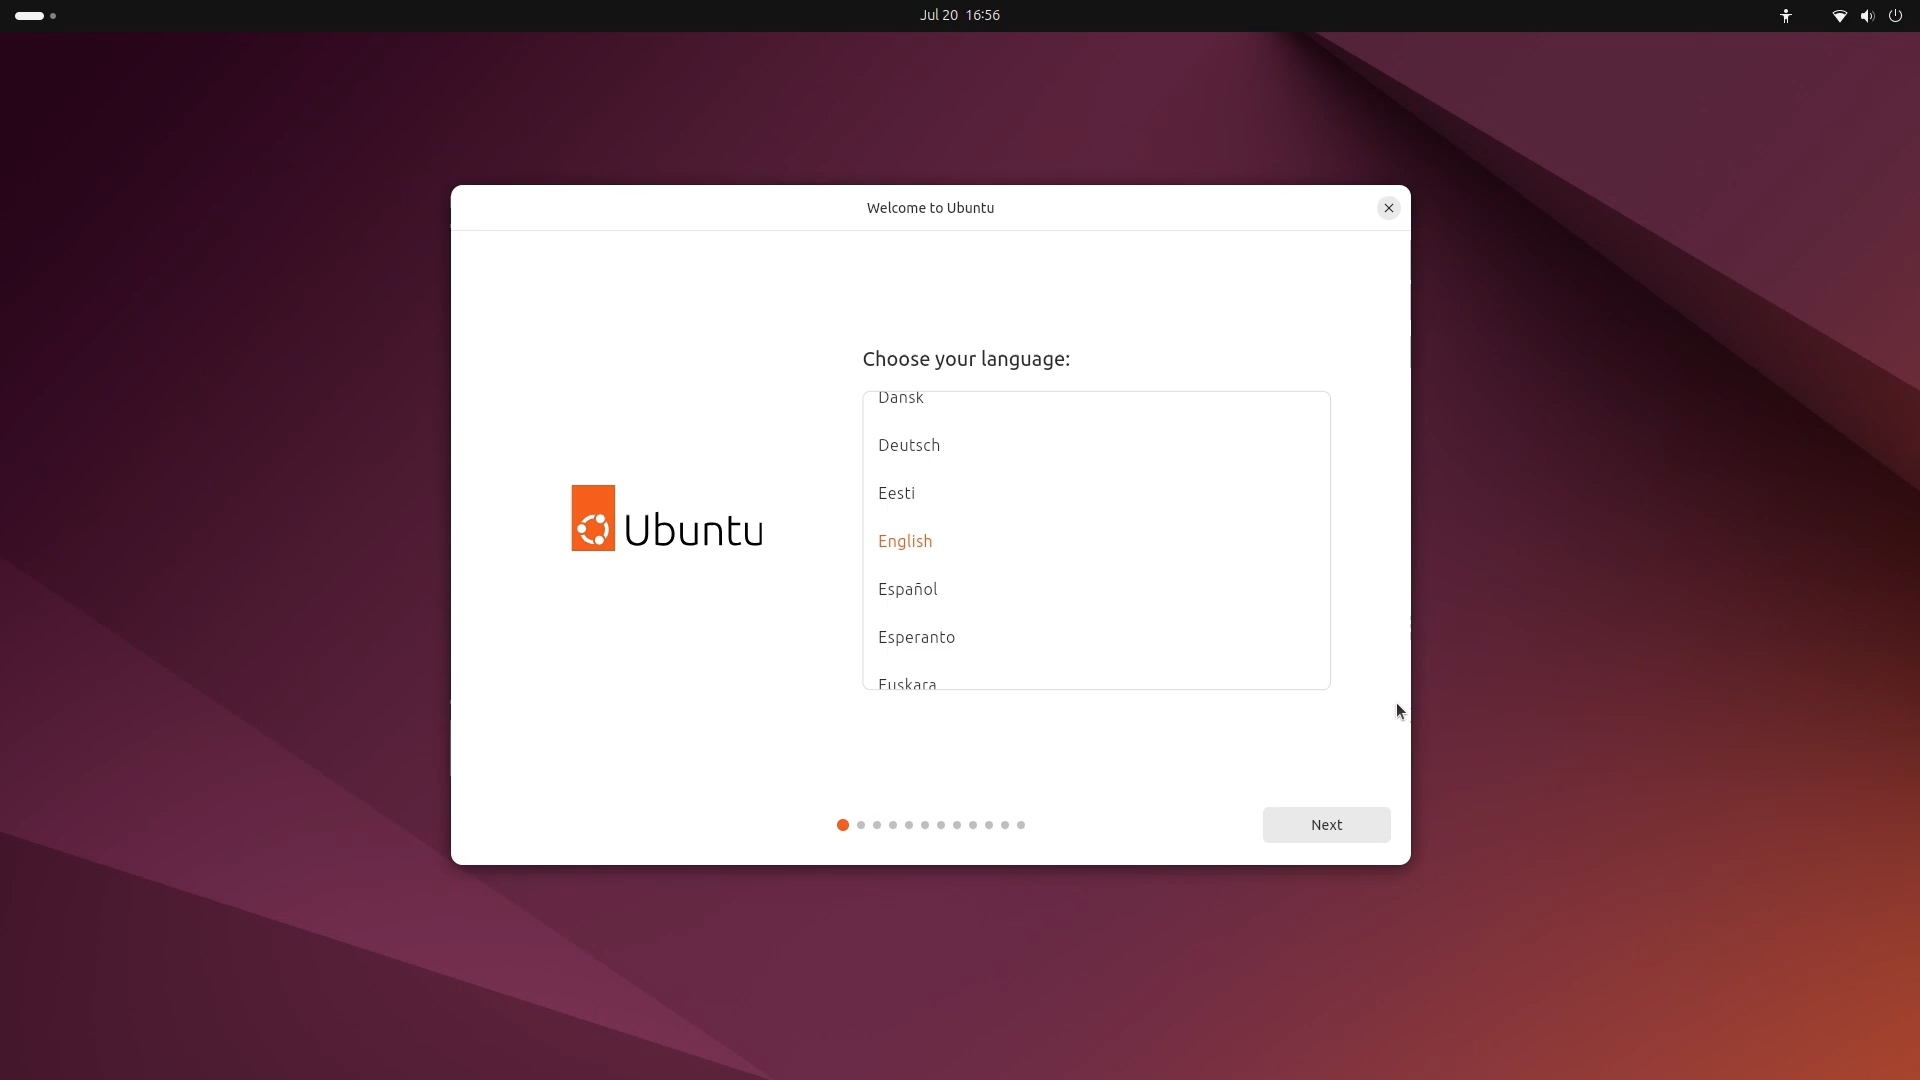 Jul 20 16:56
Welcome to Ubuntu
Choose your language:
Dansk
Deutsch
Eesti
English
Español
Esperanto
Euskara
Ubuntu
Next